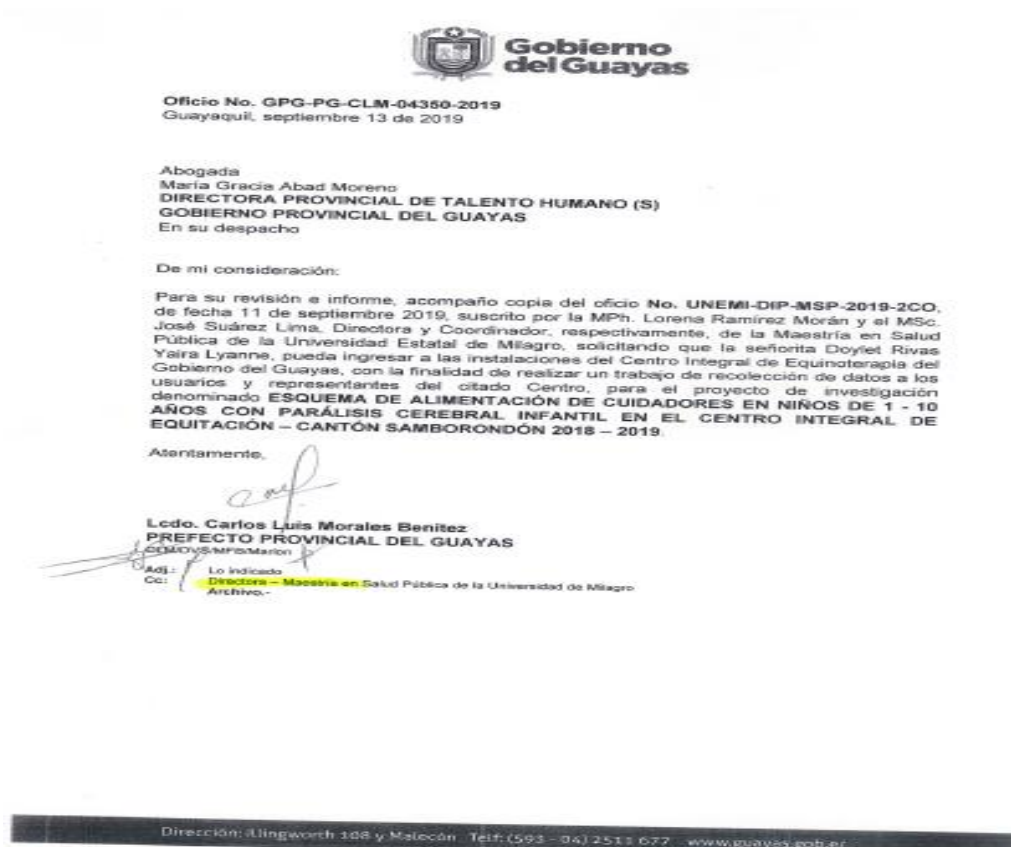 Gobierno
del Guayas
Oficio No. GPG-PG-CLM-04350-2019
Guayaquil, septiembre 13 de 2019
Abogada
María Gracia Abad Moreno
DIRECTORA PROVINCIAL DE TALENTO HUMANO (S)
GOBIERNO PROVINCIAL DEL GUAYAS
En su despacho
De mi consideración:
Para su revisión e informe, acompaño copia del oficio No. UNEMI-DIP-MSP-2019-2CO,
de fecha 11 de septiembre 2019, suscrito por la MPh. Lorena Ramírez Morán y el MSc.
José Suárez Lima, Directora y Coordinador, respectivamente, de la Maestría en Salud
Pública de la Universidad Estatal de Milagro, solicitando que la señorita Doylet Rivas
Yaira Lyanne, pueda ingresar a las instalaciones del Centro Integral de Equinoterapia del
Gobierno del Guayas, con la finalidad de realizar un trabajo de recolección de datos a los
usuarios y representantes del citado Centro, para el proyecto de investigación
denominado ESQUEMA DE ALIMENTACIÓN DE CUIDADORES EN NIÑOS DE 1 - 10
AÑOS CON PARÁLISIS CEREBRAL INFANTIL EN EL CENTRO INTEGRAL DE
EQUITACIÓN – CANTÓN SAMBORONDÓN 2018 – 2019.
Atentamente,
Lcdo. Carlos Luis Morales Benítez
PREFECTO PROVINCIAL DEL GUAYAS
Adj.: Lo indicado
Cc: Directora – Maestría en Salud Pública de la Universidad de Milagro
Archivo.-
Dirección: Illingworth 108 y Malecón Telf: (593 - 04) 2511 677 www.guayas.gob.ec